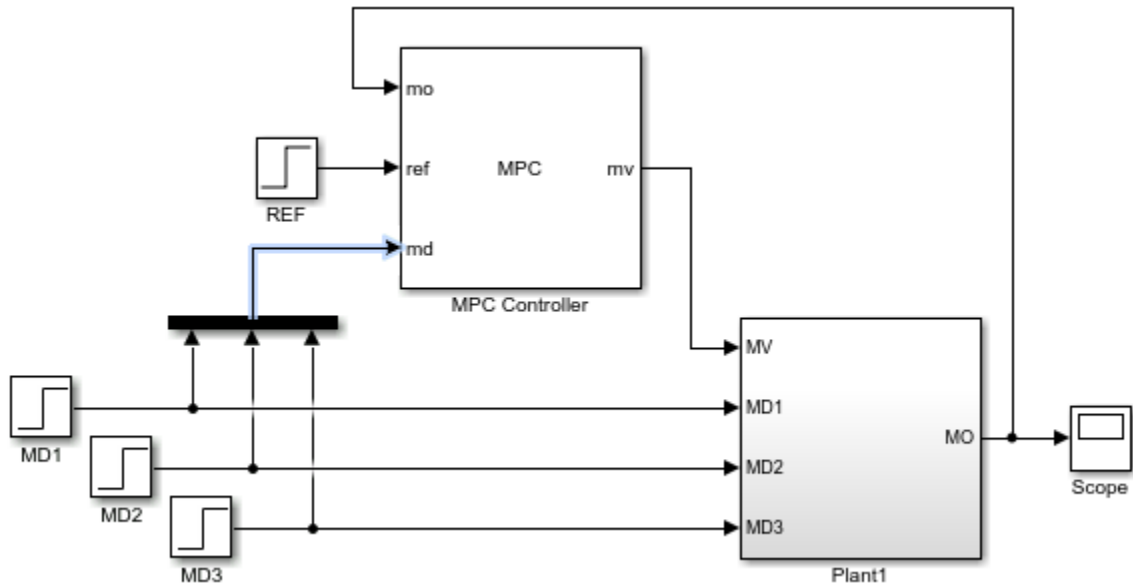 mo
ref
MPC
mv
md
REF
MPC Controller
MV
MD1
MD2
MD3
MO
Plant1
Scope
MD1
MD2
MD3